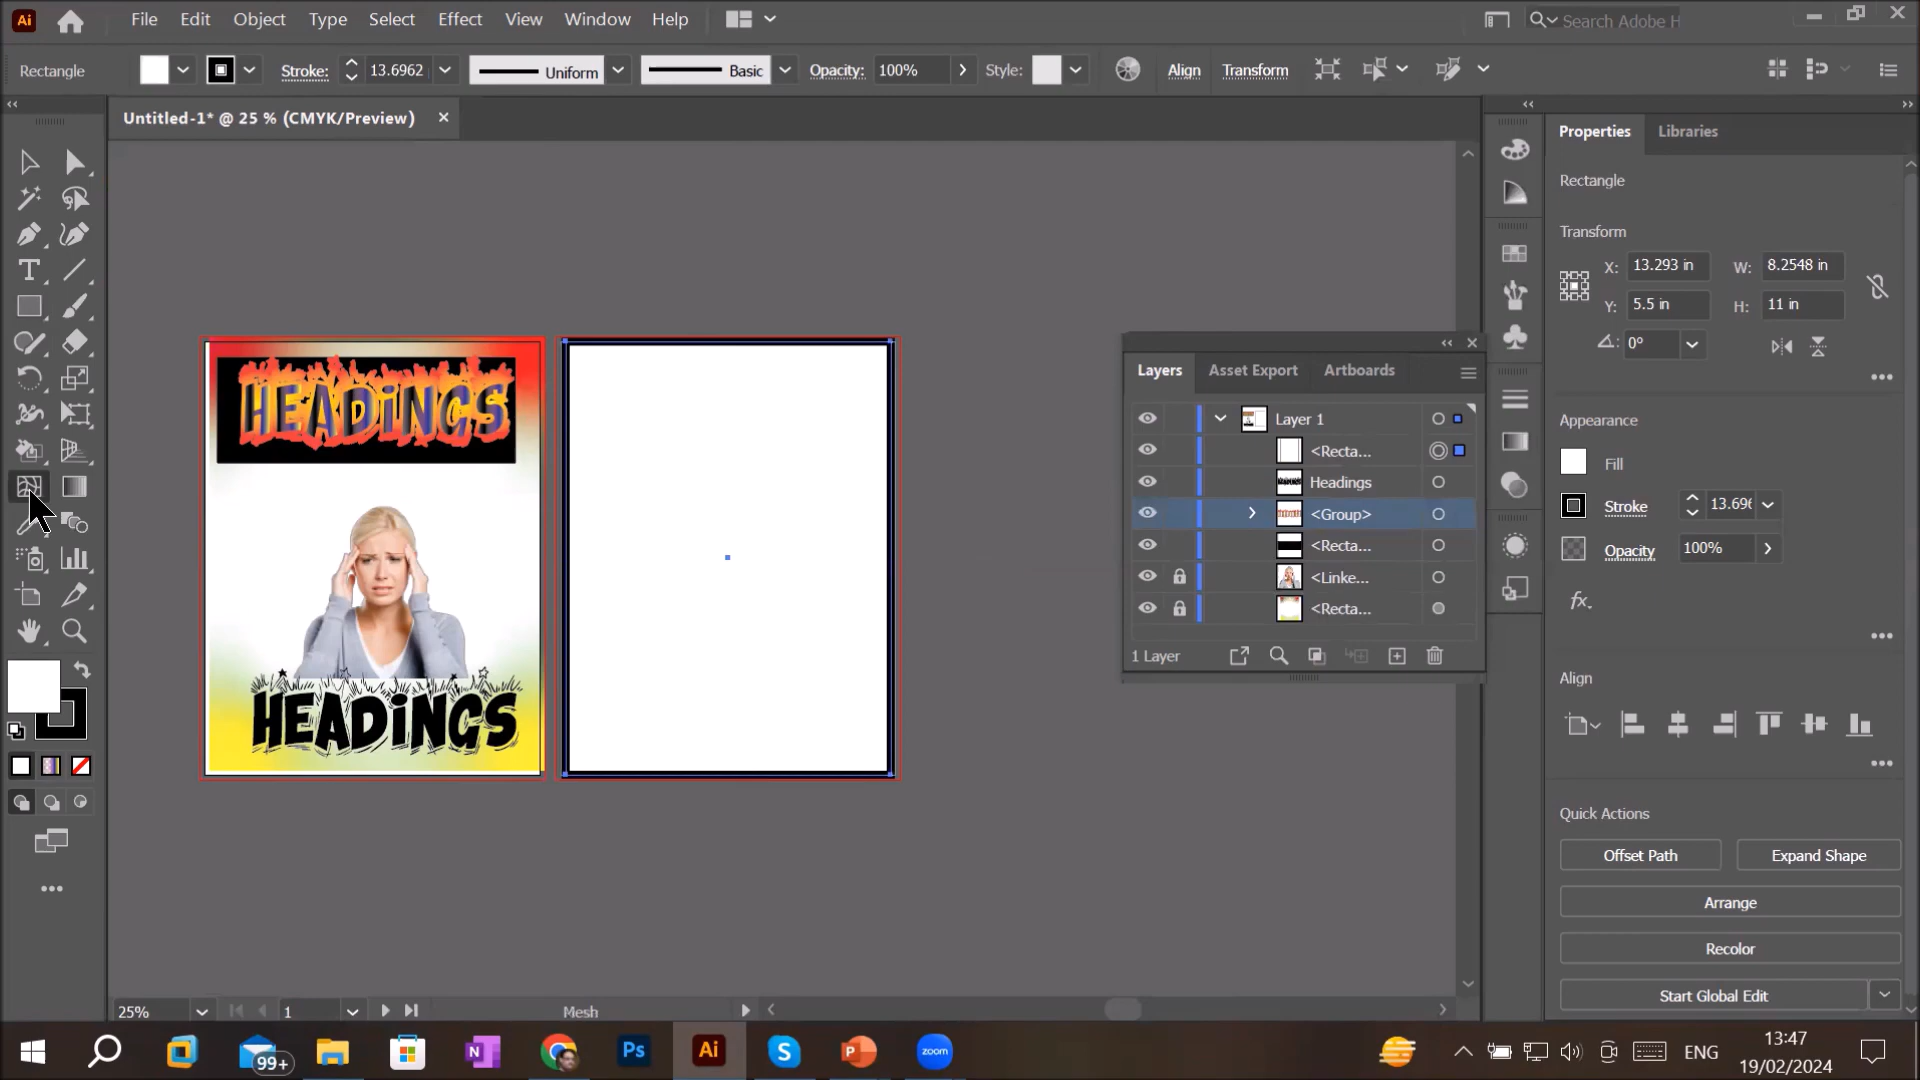 Ai File Edit Object Type Select Effect View Window Help Search Adobe H
Rectangle Stroke: 13.6962 Uniform Basic Opacity: 100% Style: Align Transform
Untitled-1* @ 25 % (CMYK/Preview)
Properties Libraries
Rectangle
Transform
X: 13.293 in W: 8.2548 in
Y: 5.5 in H: 11 in
0°
Appearance
Fill
Stroke 13.696
Opacity 100%
fx.
Align
Quick Actions
Offset Path Expand Shape
Arrange
Recolor
Start Global Edit
HEADINGS
HEADINGS
Layers Asset Export Artboards
Layer 1
<Recta...
Headings
<Group>
<Recta...
<Linke...
<Recta...
1 Layer
25% 1 Mesh
99+ Ps Ai zoom ENG
13:47
19/02/2024